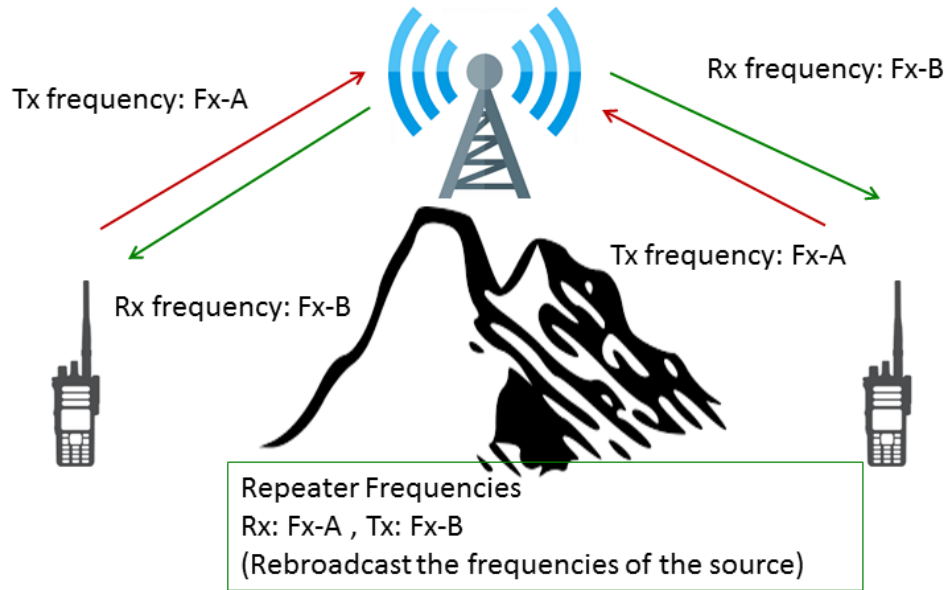 Tx frequency: Fx-A
Rx frequency: Fx-B
Rx frequency: Fx-B
Tx frequency: Fx-A
Repeater Frequencies
Rx: Fx-A , Tx: Fx-B
(Rebroadcast the frequencies of the source)